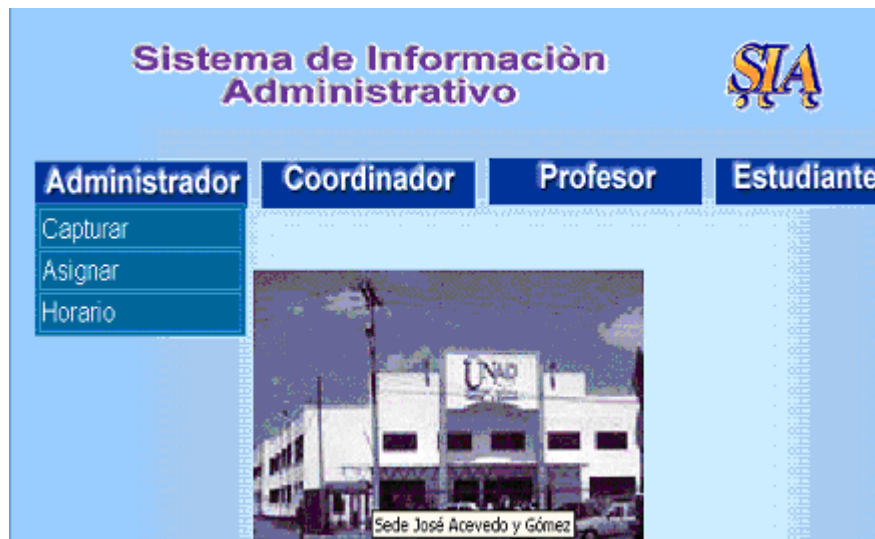 Sistema de Informaciòn
Administrativo
SIA
Administrador
Coordinador
Profesor
Estudiante
Capturar
Asignar
Horario
UNAD
Sede José Acevedo y Gómez